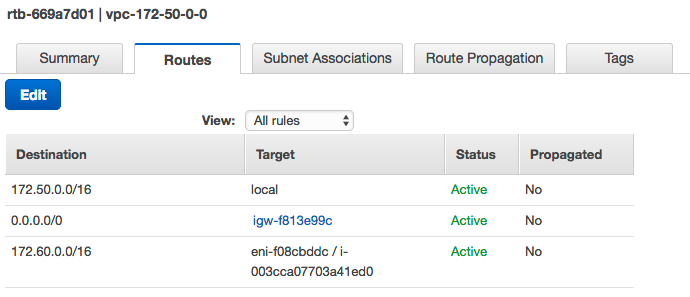 rtb-669a7d01 | vpc-172-50-0-0
Summary Routes Subnet Associations Route Propagation Tags
Edit
View: All rules
Destination Target Status Propagated
172.50.0.0/16 local Active No
0.0.0.0/0 igw-f813e99c Active No
172.60.0.0/16 eni-f08cbddc / i- Active No
003cca07703a41ed0